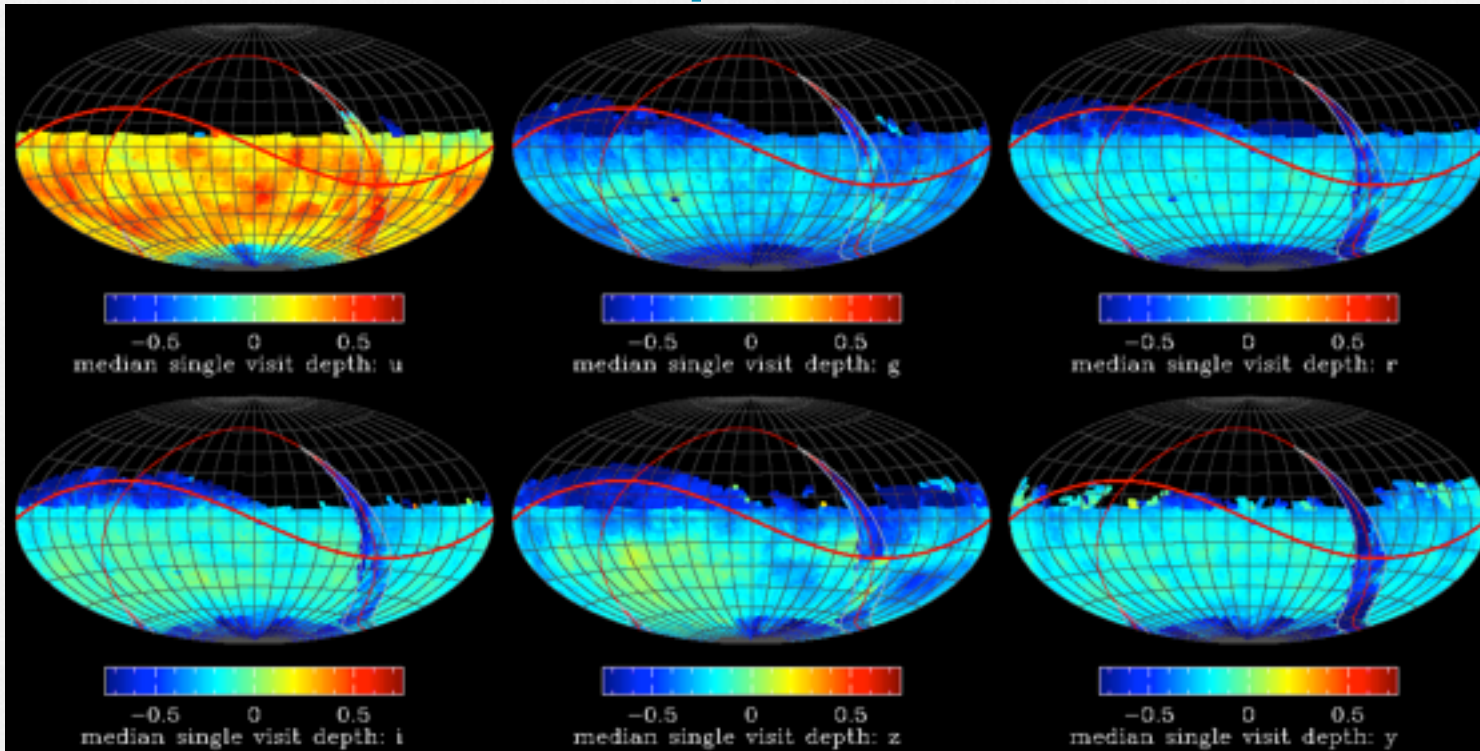 -0.5 0 0.5
median single visit depth: u
-0.5 0 0.5
median single visit depth: g
-0.5 0 0.5
median single visit depth: r
-0.5 0 0.5
median single visit depth: i
-0.5 0 0.5
median single visit depth: z
-0.5 0 0.5
median single visit depth: y